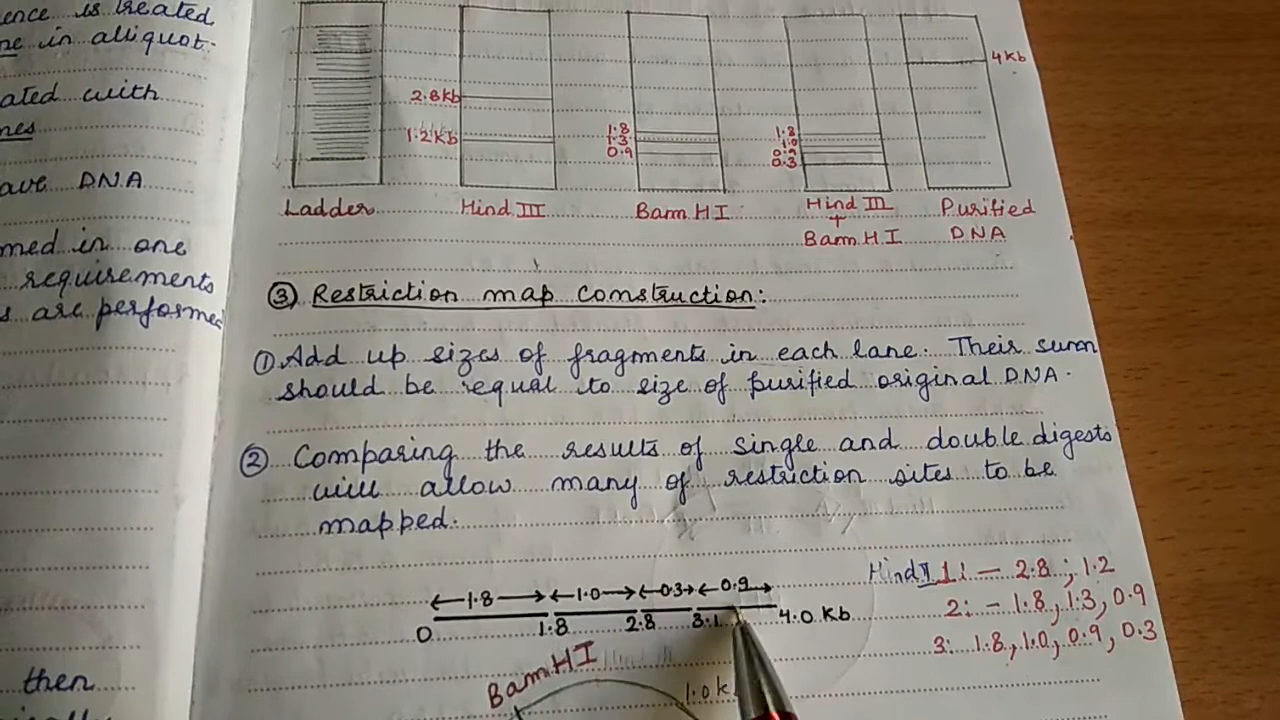 ence is treated
ne in alliquot.
ated with
nes
ave DNA
med in one
requirements
s are performed
then
4 Kb
2.8Kb
1.2Kb
1.8
1.3
0.9
1.8
1.0
0.9
0.3
Ladder
Hind III
Bam HI
Hind III
+
Bam HI
Purified
DNA
③ Restriction map construction:
① Add up sizes of fragments in each lane. Their sum
should be equal to size of purified original DNA.
② Comparing the results of single and double digests
will allow many of restriction sites to be
mapped.
1.8 1.0 0.3 0.9
0 1.8 2.8 3.1 4.0 Kb
1: - 2.8; 1.2
2: - 1.8, 1.3, 0.9
3: 1.8, 1.0, 0.9, 0.3
Bam HI
1.0 k